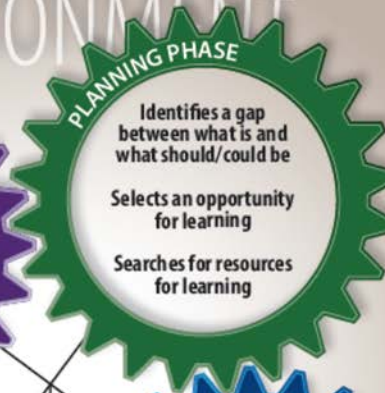 PLANNING PHASE
Identifies a gap
between what is and
what should/could be
Selects an opportunity
for learning
Searches for resources
for learning